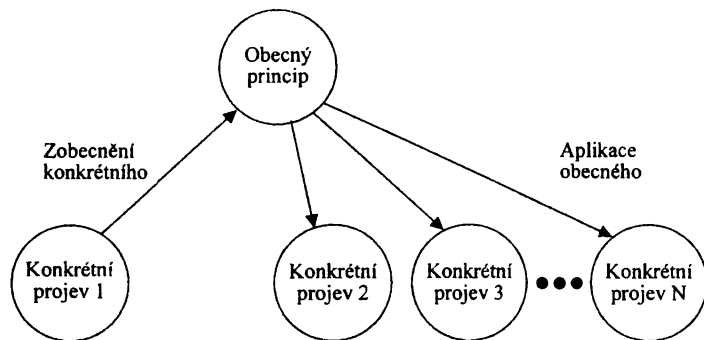 Obecný
princip
Zobecnění
konkrétního
Aplikace
obecného
Konkrétní
projev 1
Konkrétní
projev 2
Konkrétní
projev 3
Konkrétní
projev N